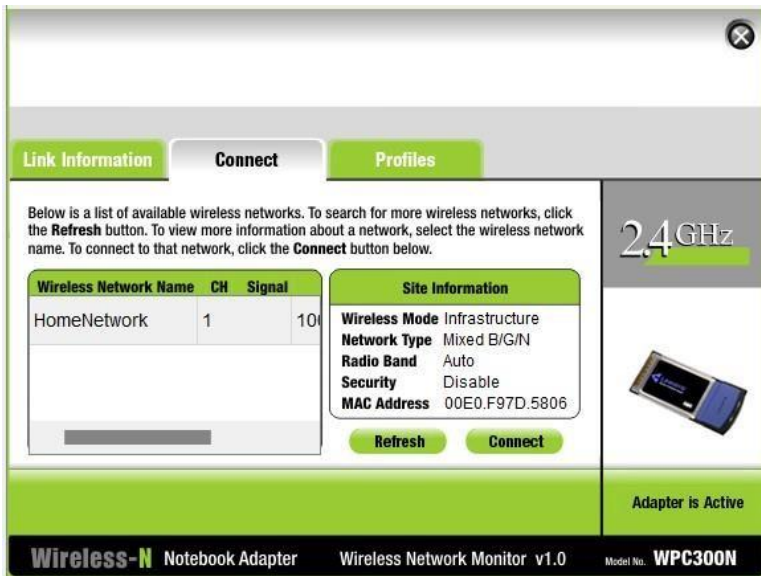 Link Information
Connect
Profiles
Below is a list of available wireless networks. To search for more wireless networks, click
the Refresh button. To view more information about a network, select the wireless network
name. To connect to that network, click the Connect button below.
2.4GHz
Wireless Network Name CH Signal
HomeNetwork 1 100
Site Information
Wireless Mode Infrastructure
Network Type Mixed B/G/N
Radio Band Auto
Security Disable
MAC Address 00E0.F97D.5806
Refresh
Connect
Adapter is Active
Wireless-N Notebook Adapter
Wireless Network Monitor v1.0
Model No. WPC300N